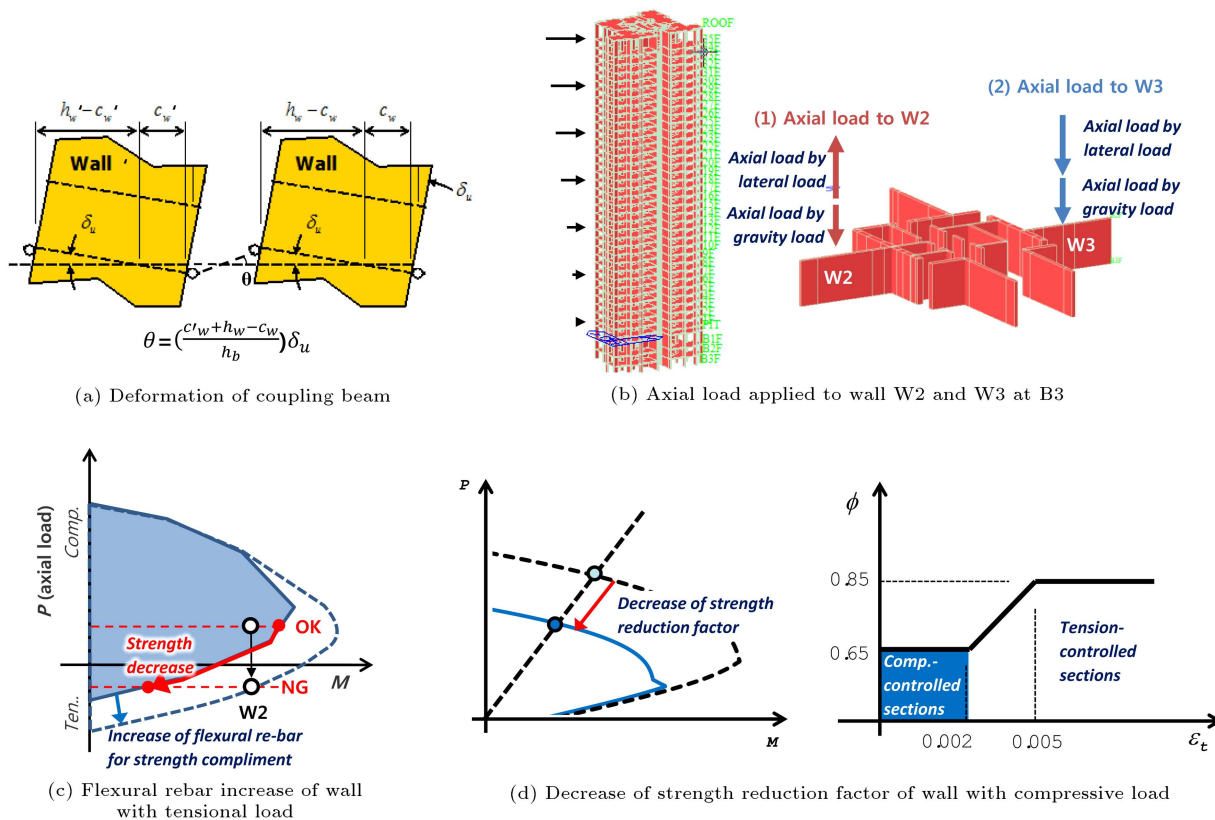 h_w'-c_w'
c_w'
h_w-c_w
c_w
Wall '
Wall
δ_u
δ_u
δ_u
θ
θ=(c'_w+h_w-c_w / h_b)δ_u
(a) Deformation of coupling beam
ROOF
PIT
B1F
B2F
B3F
(1) Axial load to W2
Axial load by
lateral load
Axial load by
gravity load
(2) Axial load to W3
Axial load by
lateral load
Axial load by
gravity load
W2
W3
(b) Axial load applied to wall W2 and W3 at B3
P (axial load)
Comp.
Ten..
OK
Strength
decrease
M
NG
W2
Increase of flexural re-bar
for strength compliment
(c) Flexural rebar increase of wall
with tensional load
P
Decrease of strength
reduction factor
M
ϕ
0.85
0.65
Tension-
controlled
sections
Comp.-
controlled
sections
0.002
0.005
ε_t
(d) Decrease of strength reduction factor of wall with compressive load